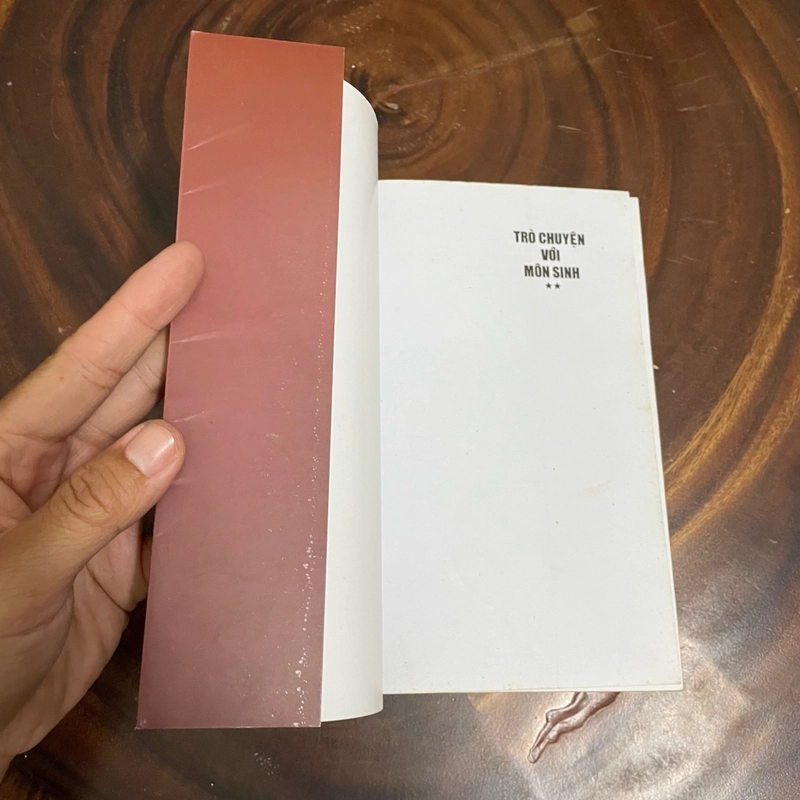 TRÒ CHUYỆN
VỚI
MÔN SINH
★★